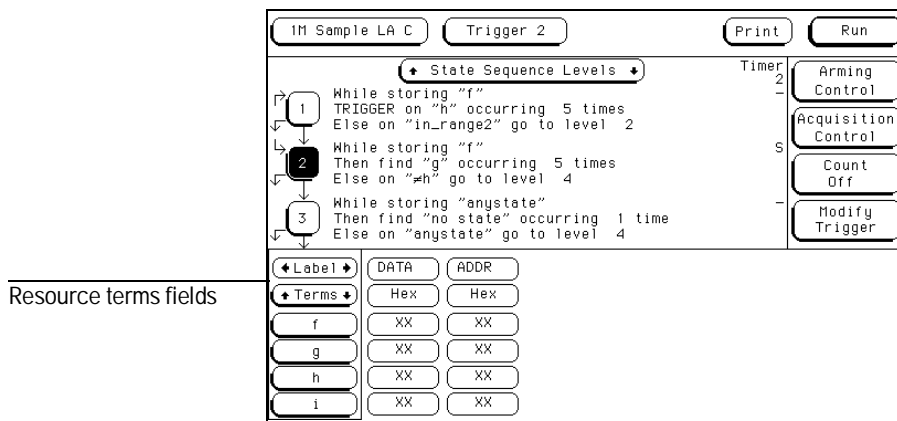 1M Sample LA C
Trigger 2
Print
Run
State Sequence Levels
Timer
2
Arming
Control
1
While storing "f"
TRIGGER on "h" occurring 5 times
Else on "in_range2" go to level 2
-
Acquisition
Control
2
While storing "f"
Then find "g" occurring 5 times
Else on "≠h" go to level 4
S
Count
Off
3
While storing "anystate"
Then find "no state" occurring 1 time
Else on "anystate" go to level 4
-
Modify
Trigger
Resource terms fields
Label
DATA
ADDR
Terms
Hex
Hex
f
XX
XX
g
XX
XX
h
XX
XX
i
XX
XX